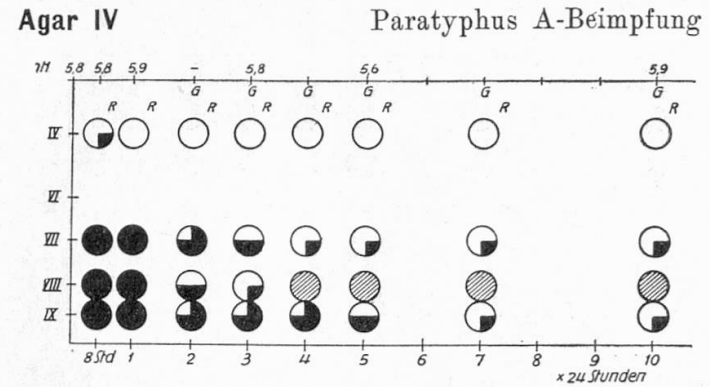 Agar IV Paratyphus A-Beimpfung
rH 5,8 5,8 5,9 – 5,8 5,6 5,9
G G G G G G
R R R R R R R R
IV
VI
VII
VIII
IX
8 Std 1 2 3 4 5 6 7 8 9 10
× 24 Stunden